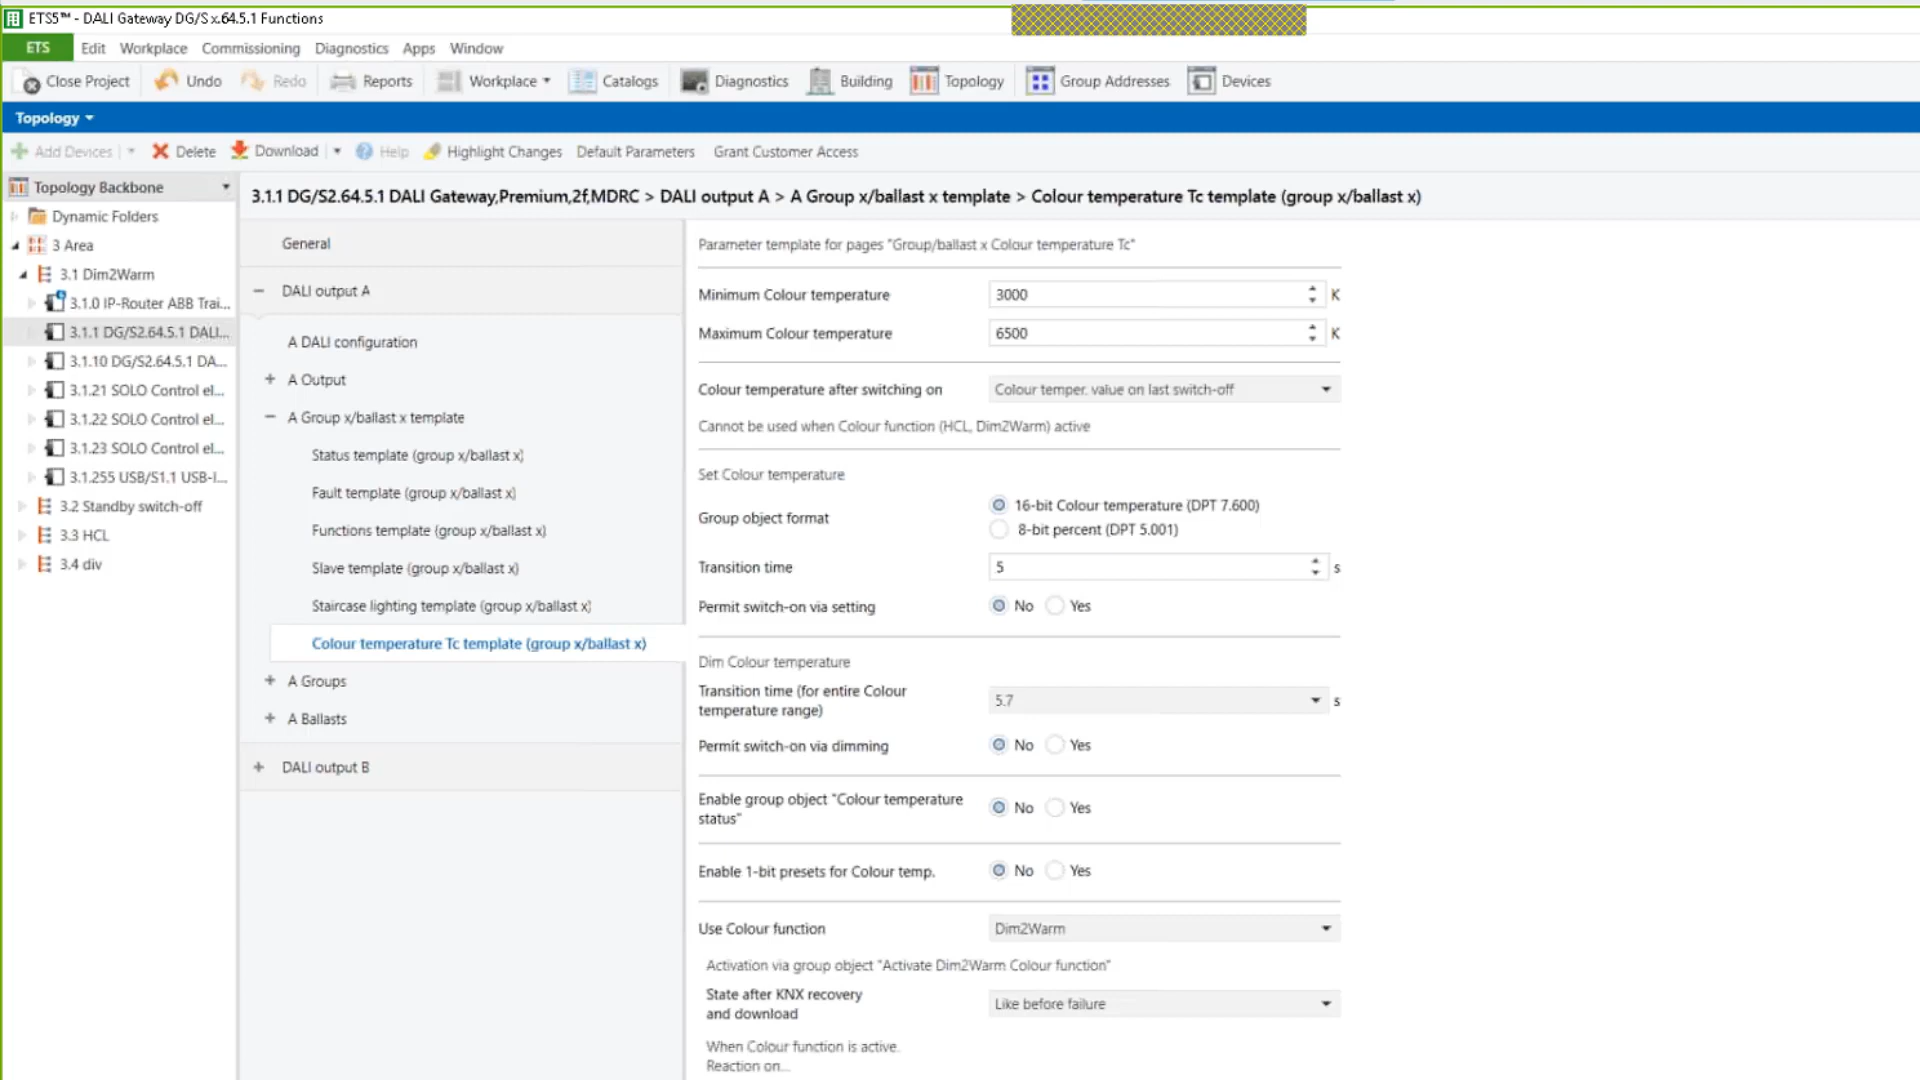 ETS5™ - DALI Gateway DG/S x.64.5.1 Functions
ETS Edit Workplace Commissioning Diagnostics Apps Window
Close Project Undo Redo Reports Workplace Catalogs Diagnostics Building Topology Group Addresses Devices
Topology
Add Devices Delete Download Help Highlight Changes Default Parameters Grant Customer Access
Topology Backbone
Dynamic Folders
3 Area
3.1 Dim2Warm
3.1.0 IP-Router ABB Trai...
3.1.1 DG/S2.64.5.1 DALI...
3.1.10 DG/S2.64.5.1 DA...
3.1.21 SOLO Control el...
3.1.22 SOLO Control el...
3.1.23 SOLO Control el...
3.1.255 USB/S1.1 USB-I...
3.2 Standby switch-off
3.3 HCL
3.4 div
3.1.1 DG/S2.64.5.1 DALI Gateway,Premium,2f,MDRC > DALI output A > A Group x/ballast x template > Colour temperature Tc template (group x/ballast x)
General
DALI output A
A DALI configuration
A Output
A Group x/ballast x template
Status template (group x/ballast x)
Fault template (group x/ballast x)
Functions template (group x/ballast x)
Slave template (group x/ballast x)
Staircase lighting template (group x/ballast x)
Colour temperature Tc template (group x/ballast x)
A Groups
A Ballasts
DALI output B
Parameter template for pages "Group/ballast x Colour temperature Tc"
Minimum Colour temperature 3000 K
Maximum Colour temperature 6500 K
Colour temperature after switching on Colour temper. value on last switch-off
Cannot be used when Colour function (HCL, Dim2Warm) active
Set Colour temperature
Group object format
16-bit Colour temperature (DPT 7.600)
8-bit percent (DPT 5.001)
Transition time 5 s
Permit switch-on via setting No Yes
Dim Colour temperature
Transition time (for entire Colour
temperature range) 5.7 s
Permit switch-on via dimming No Yes
Enable group object "Colour temperature
status" No Yes
Enable 1-bit presets for Colour temp. No Yes
Use Colour function Dim2Warm
Activation via group object "Activate Dim2Warm Colour function"
State after KNX recovery
and download Like before failure
When Colour function is active.
Reaction on...